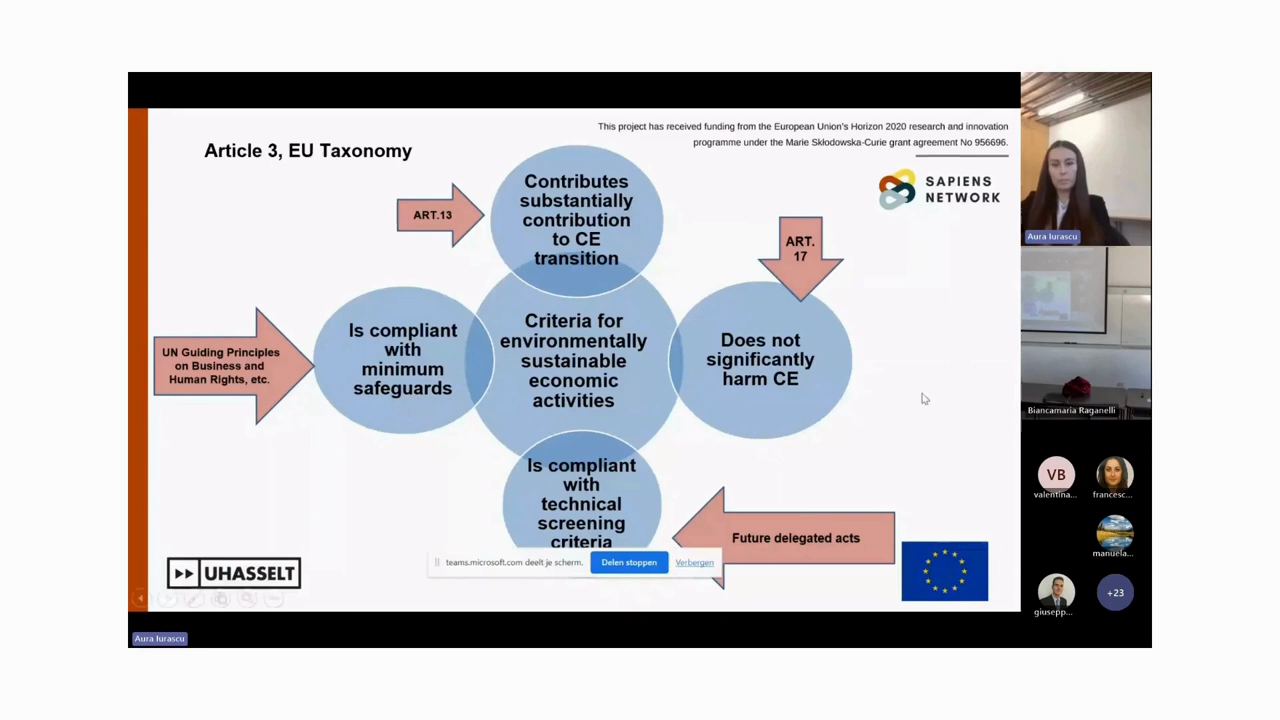 This project has received funding from the European Union's Horizon 2020 research and innovation
programme under the Marie Skłodowska-Curie grant agreement No 956696.
Article 3, EU Taxonomy
SAPIENS
NETWORK
Contributes
substantially
contribution
to CE
transition
ART.13
ART.
17
UN Guiding Principles
on Business and
Human Rights, etc.
Is compliant
with
minimum
safeguards
Criteria for
environmentally
sustainable
economic
activities
Does not
significantly
harm CE
Is compliant
with
technical
screening
criteria
Future delegated acts
teams.microsoft.com deelt je scherm.
Delen stoppen
Verbergen
UHASSELT
Aura Iurascu
Aura Iurascu
Biancamaria Raganelli
VB
valentina...
francesc...
manuela...
giusepp...
+23